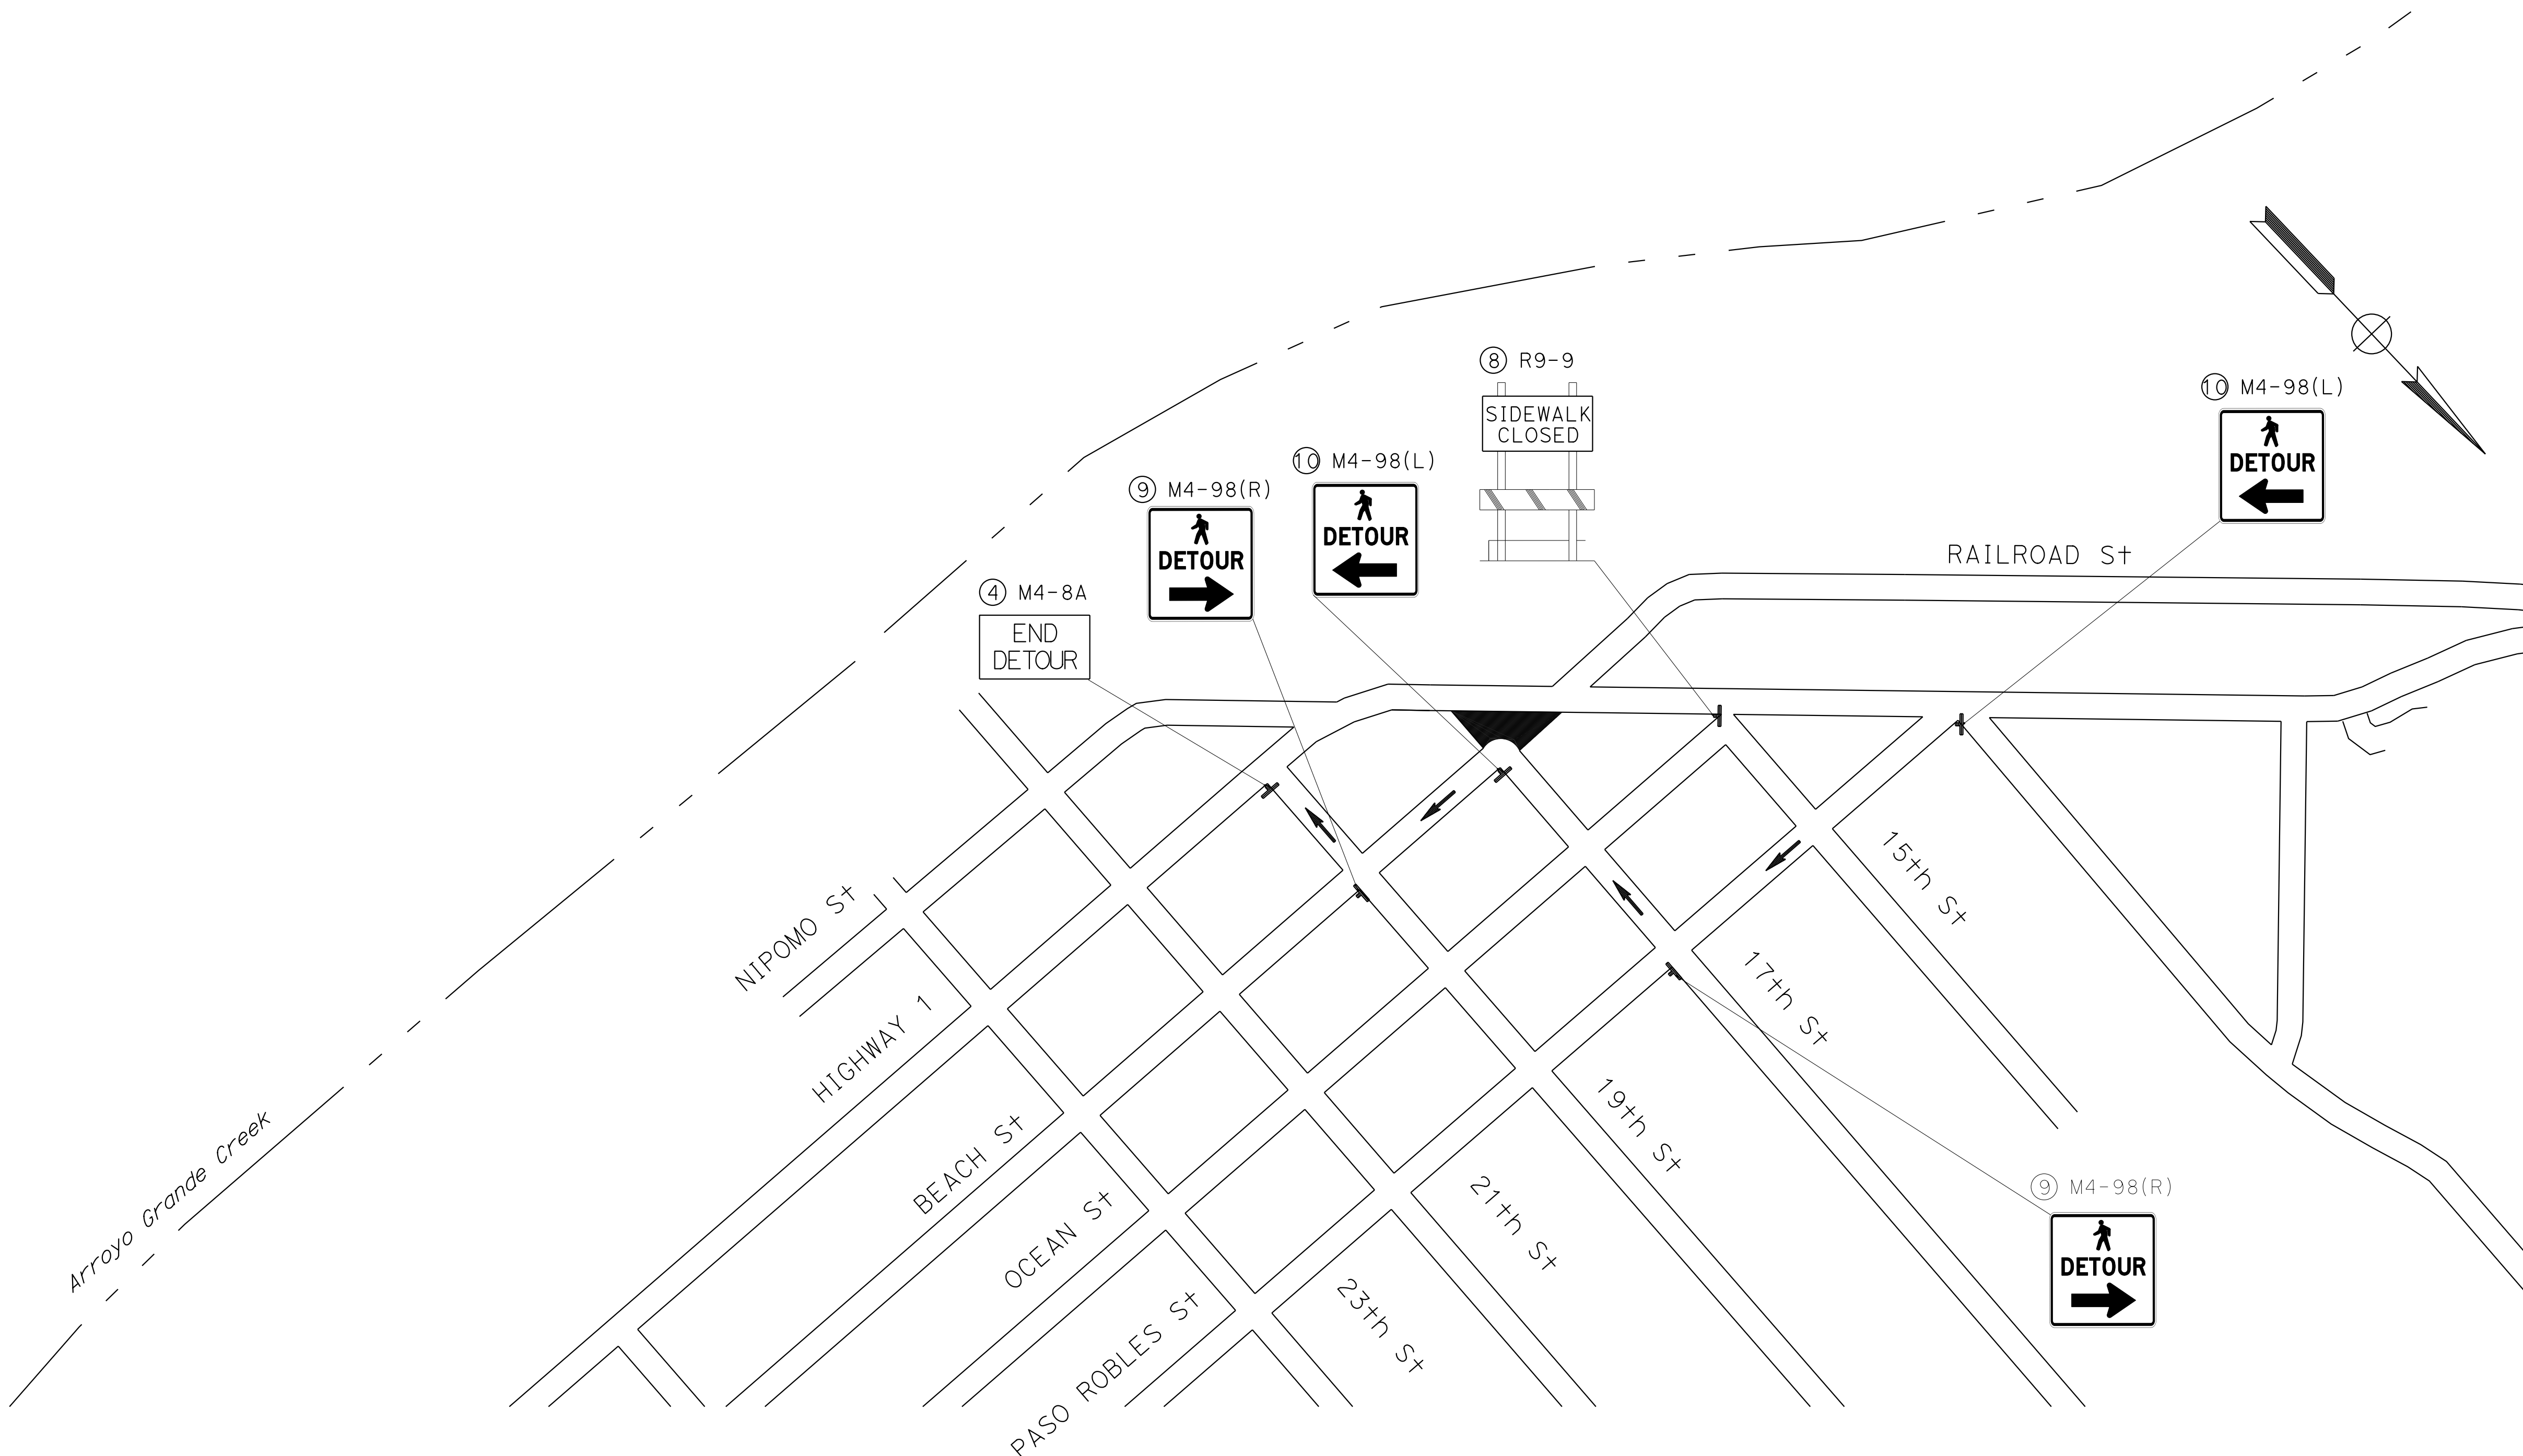 8 R9-9
SIDEWALK
CLOSED
10 M4-98(L)
DETOUR
10 M4-98(L)
DETOUR
9 M4-98(R)
DETOUR
4 M4-8A
END
DETOUR
RAILROAD St
NIPOMO St
HIGHWAY 1
BEACH St
OCEAN St
PASO ROBLES St
15th St
17th St
19th St
21th St
23th St
Arroyo Grande Creek
9 M4-98(R)
DETOUR